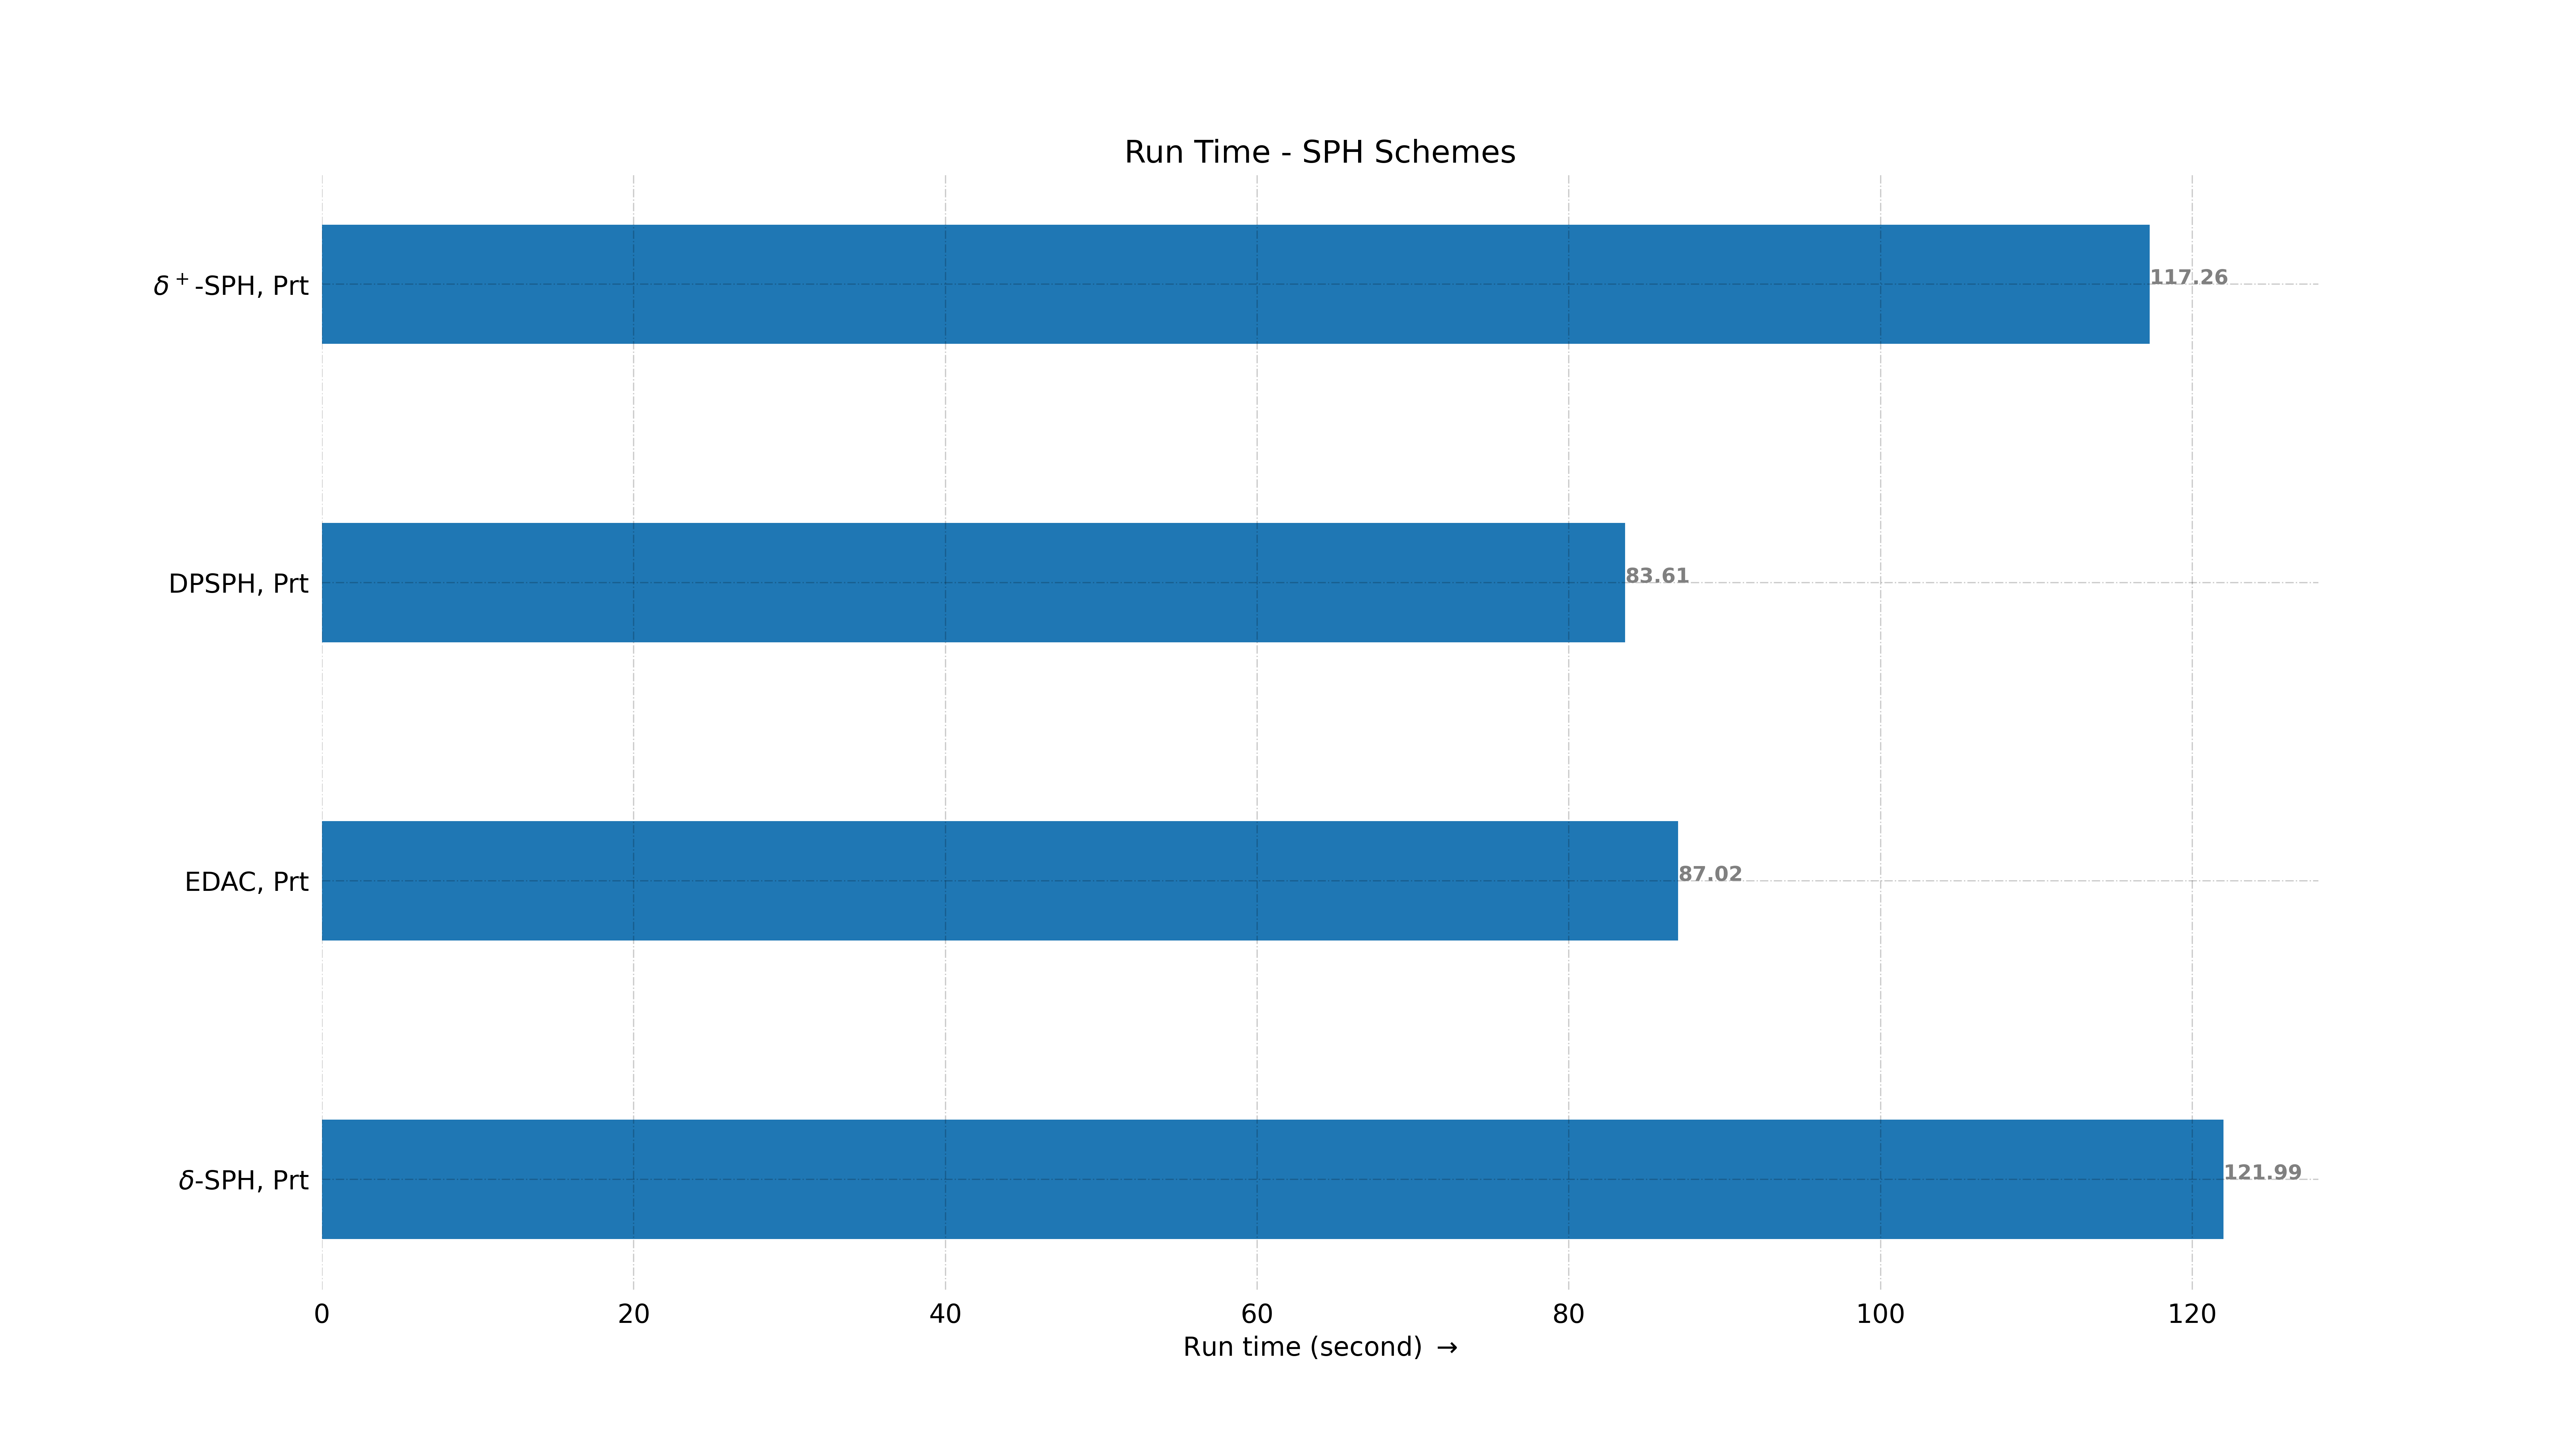 Run Time - SPH Schemes
δ⁺-SPH, Prt
117.26
DPSPH, Prt
83.61
EDAC, Prt
87.02
δ-SPH, Prt
121.99
0 20 40 60 80 100 120
Run time (second) →